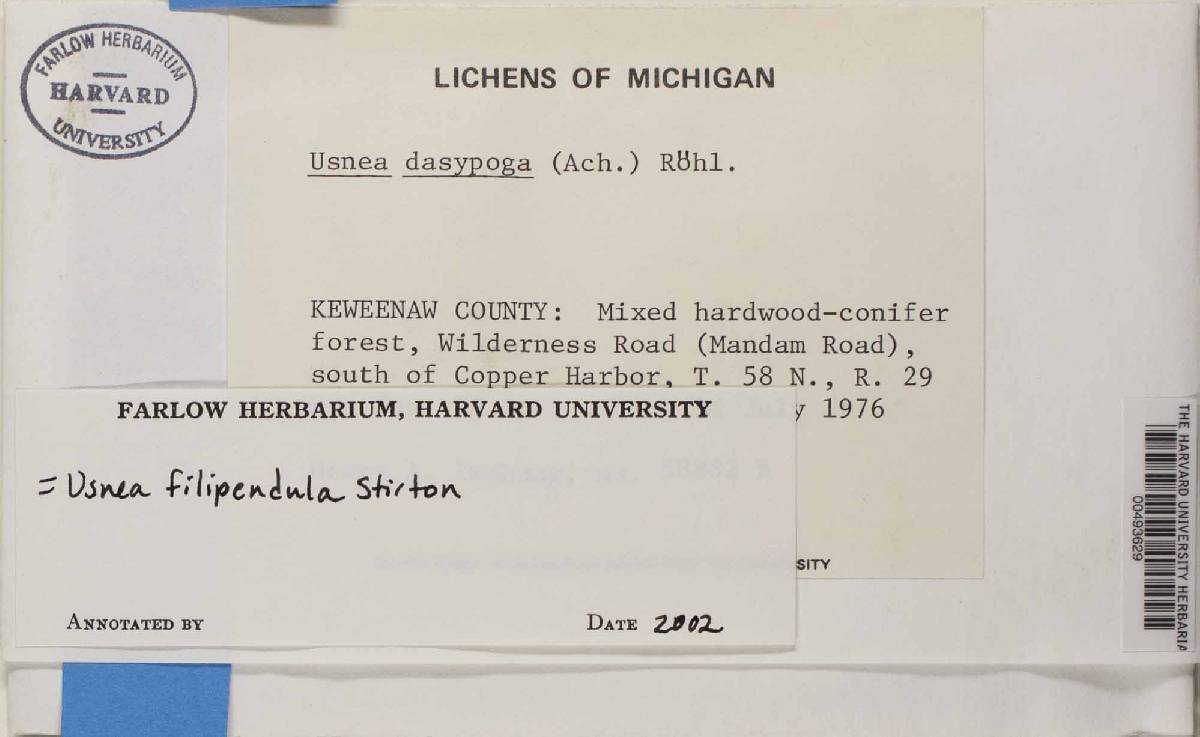 FARLOW HERBARIUM
HARVARD
UNIVERSITY
LICHENS OF MICHIGAN
Usnea dasypoga (Ach.) Röhl.
KEWEENAW COUNTY: Mixed hardwood-conifer
forest, Wilderness Road (Mandam Road),
south of Copper Harbor, T. 58 N., R. 29
y 1976
FARLOW HERBARIUM, HARVARD UNIVERSITY
= Usnea filipendula Stirton
SITY
ANNOTATED BY
DATE 2002
THE HARVARD UNIVERSITY HERBARIA
00493629